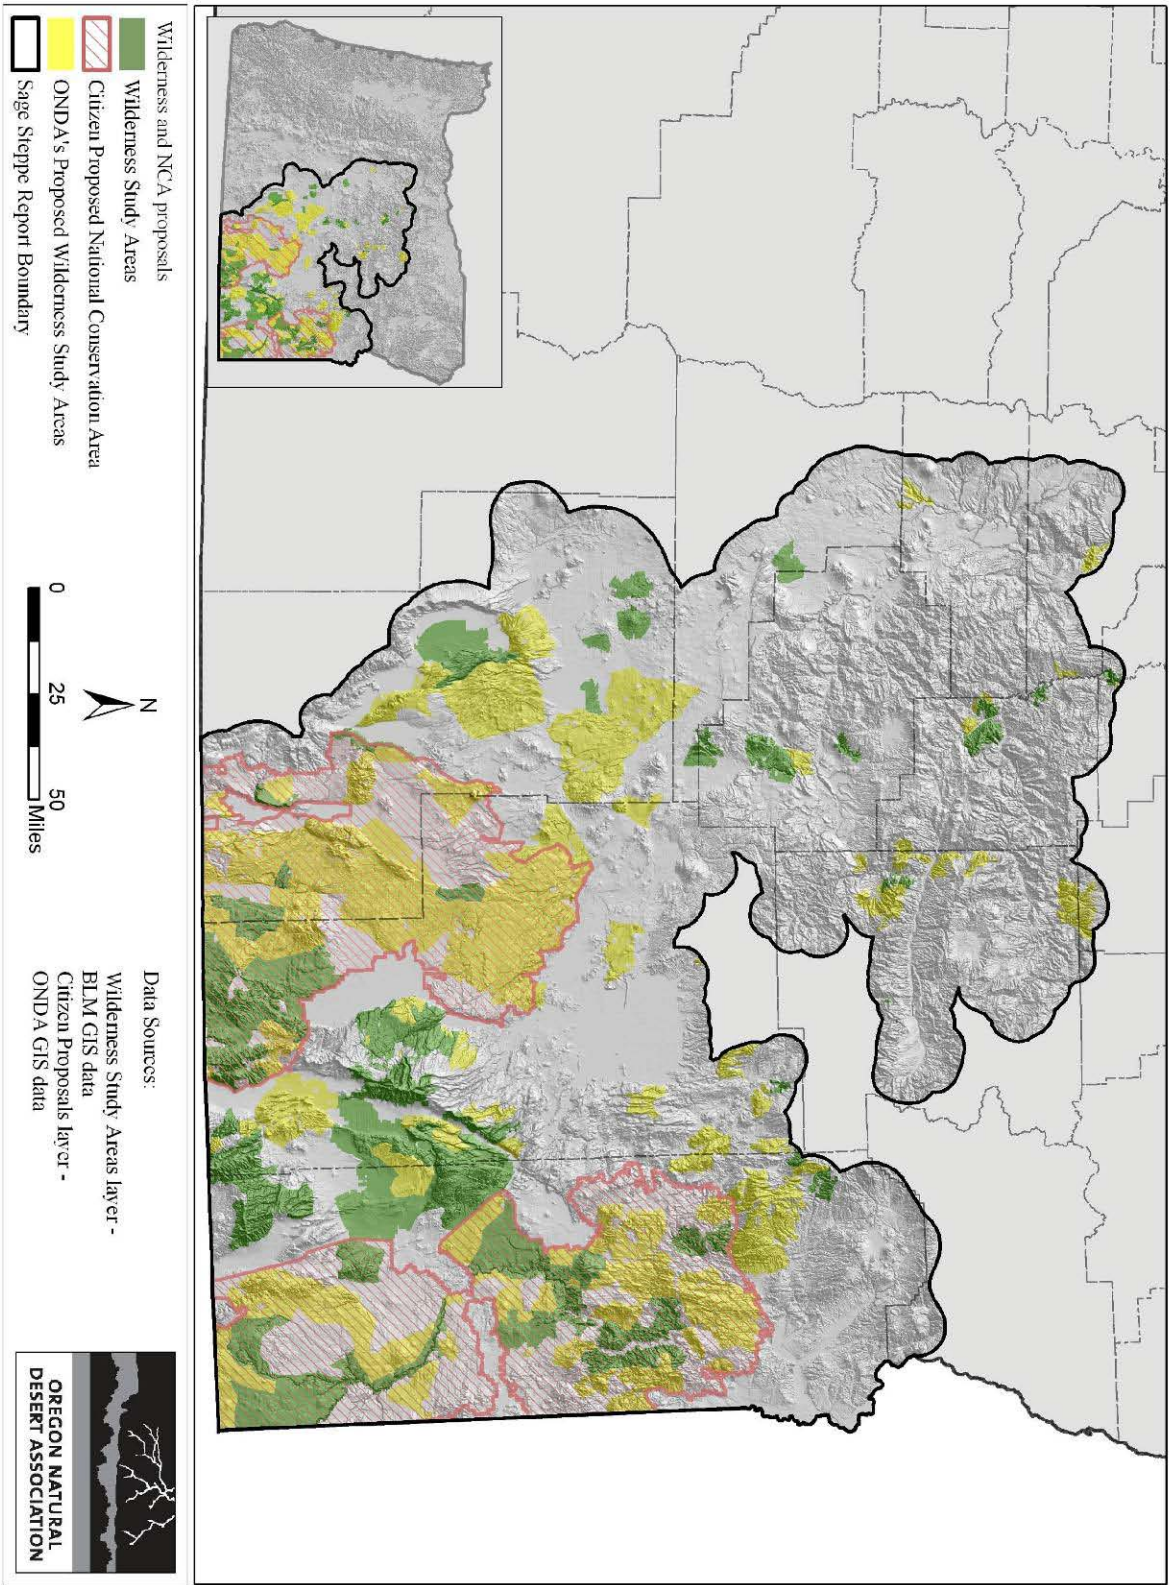 Wilderness and NCA proposals
Wilderness Study Areas
Citizen Proposed National Conservation Area
ONDA's Proposed Wilderness Study Areas
Sage Steppe Report Boundary
N
0 25 50
Miles
Data Sources:
Wilderness Study Areas layer -
BLM GIS data
Citizen Proposals layer -
ONDA GIS data
OREGON NATURAL
DESERT ASSOCIATION